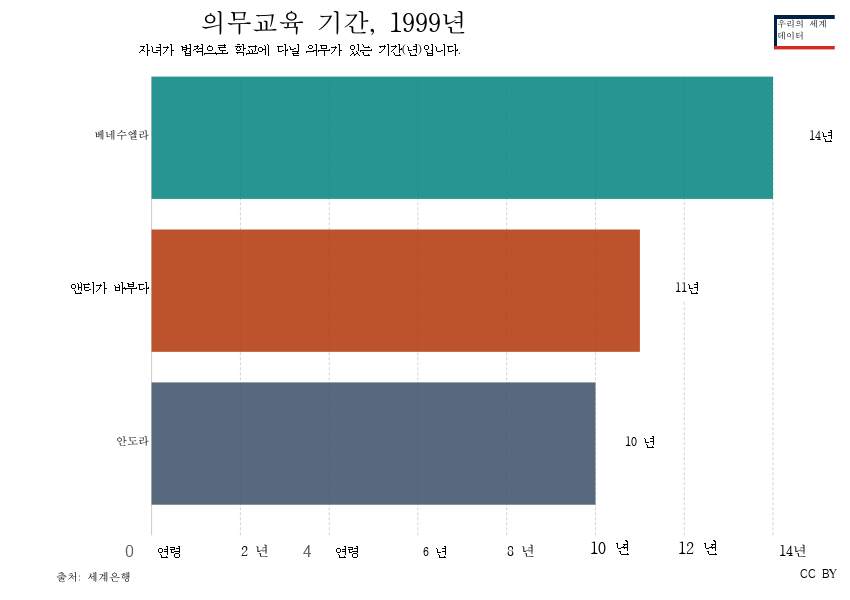 의무교육 기간, 1999년
우리의 세계
데이터
자녀가 법적으로 학교에 다닐 의무가 있는 기간(년)입니다.
베네수엘라
14년
앤티가 바부다
11년
안도라
10 년
0 연령 2 년 4 연령 6 년 8 년 10 년 12 년 14년
출처: 세계은행
CC BY